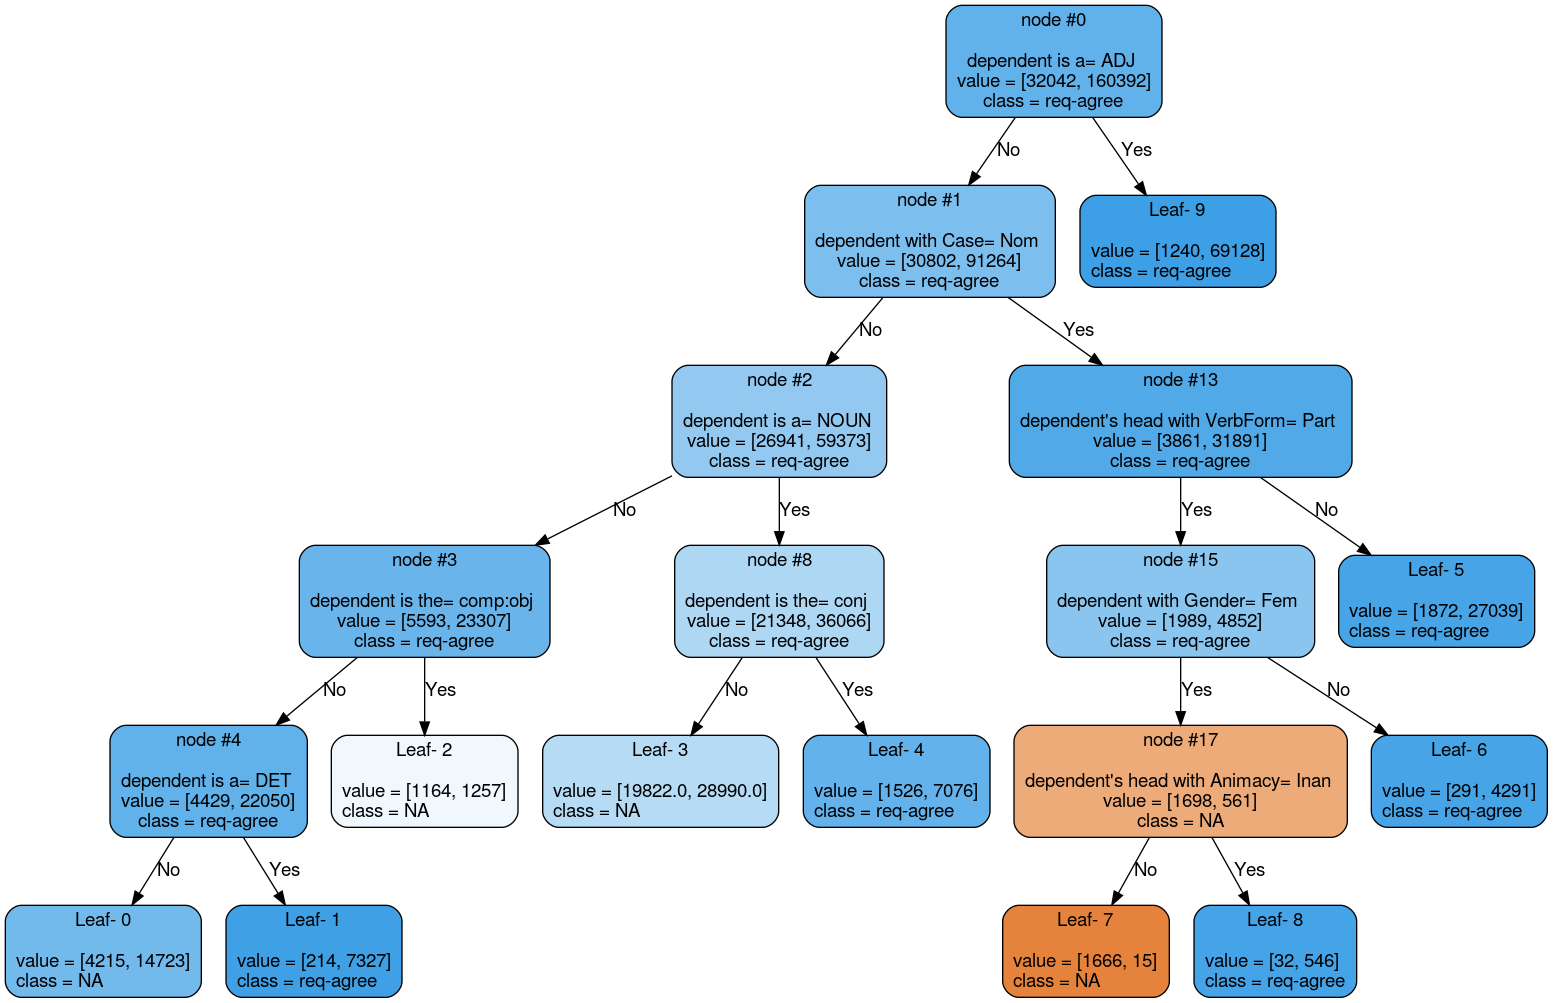 node #0
dependent is a= ADJ
value = [32042, 160392]
class = req-agree
No
Yes
node #1
dependent with Case= Nom
value = [30802, 91264]
class = req-agree
Leaf- 9
value = [1240, 69128]
class = req-agree
No
Yes
node #2
dependent is a= NOUN
value = [26941, 59373]
class = req-agree
node #13
dependent's head with VerbForm= Part
value = [3861, 31891]
class = req-agree
No
Yes
Yes
No
node #3
dependent is the= comp:obj
value = [5593, 23307]
class = req-agree
node #8
dependent is the= conj
value = [21348, 36066]
class = req-agree
node #15
dependent with Gender= Fem
value = [1989, 4852]
class = req-agree
Leaf- 5
value = [1872, 27039]
class = req-agree
No
Yes
No
Yes
Yes
No
node #4
dependent is a= DET
value = [4429, 22050]
class = req-agree
Leaf- 2
value = [1164, 1257]
class = NA
Leaf- 3
value = [19822.0, 28990.0]
class = NA
Leaf- 4
value = [1526, 7076]
class = req-agree
node #17
dependent's head with Animacy= Inan
value = [1698, 561]
class = NA
Leaf- 6
value = [291, 4291]
class = req-agree
No
Yes
No
Yes
Leaf- 0
value = [4215, 14723]
class = NA
Leaf- 1
value = [214, 7327]
class = req-agree
Leaf- 7
value = [1666, 15]
class = NA
Leaf- 8
value = [32, 546]
class = req-agree